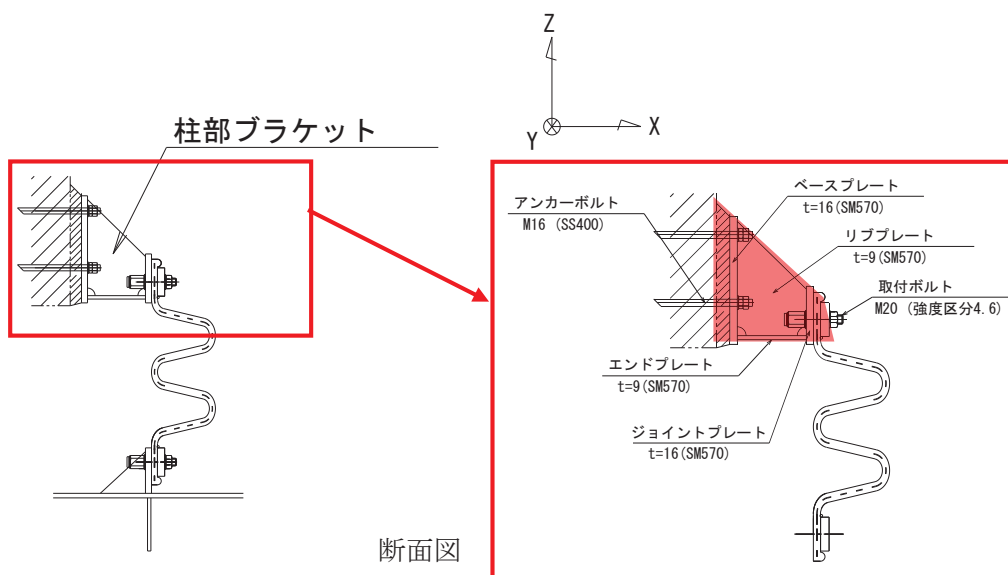 Z
X
Y
柱部ブラケット
ベースプレート
t=16(SM570)
アンカーボルト
M16 (SS400)
リブプレート
t=9(SM570)
取付ボルト
M20 (強度区分4.6)
エンドプレート
t=9(SM570)
ジョイントプレート
t=16(SM570)
断面図